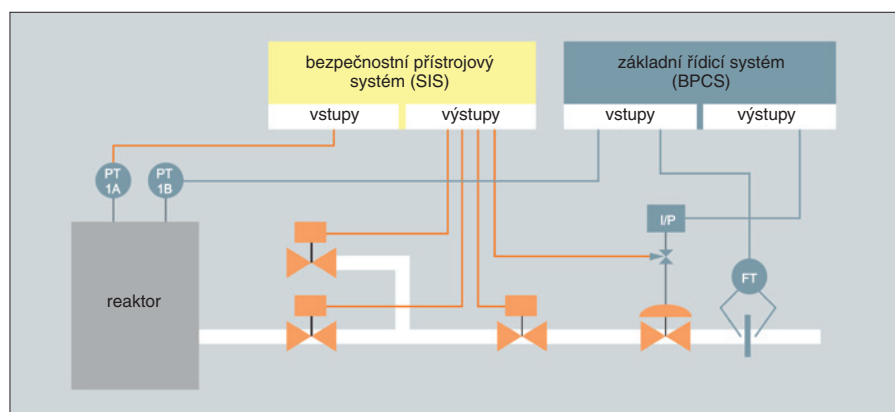 bezpečnostní přístrojový
systém (SIS)
základní řídicí systém
(BPCS)
vstupy
výstupy
vstupy
výstupy
PT
1A
PT
1B
I/P
FT
reaktor